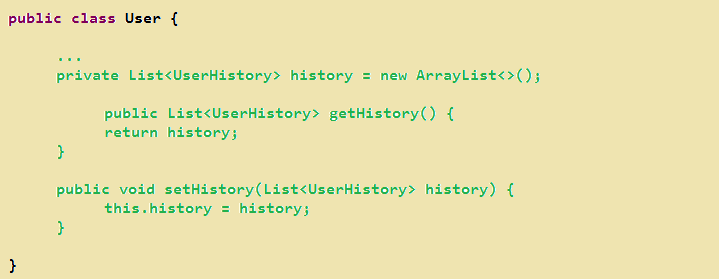 public class User {
...
private List<UserHistory> history = new ArrayList<>();
public List<UserHistory> getHistory() {
return history;
}
public void setHistory(List<UserHistory> history) {
this.history = history;
}
}